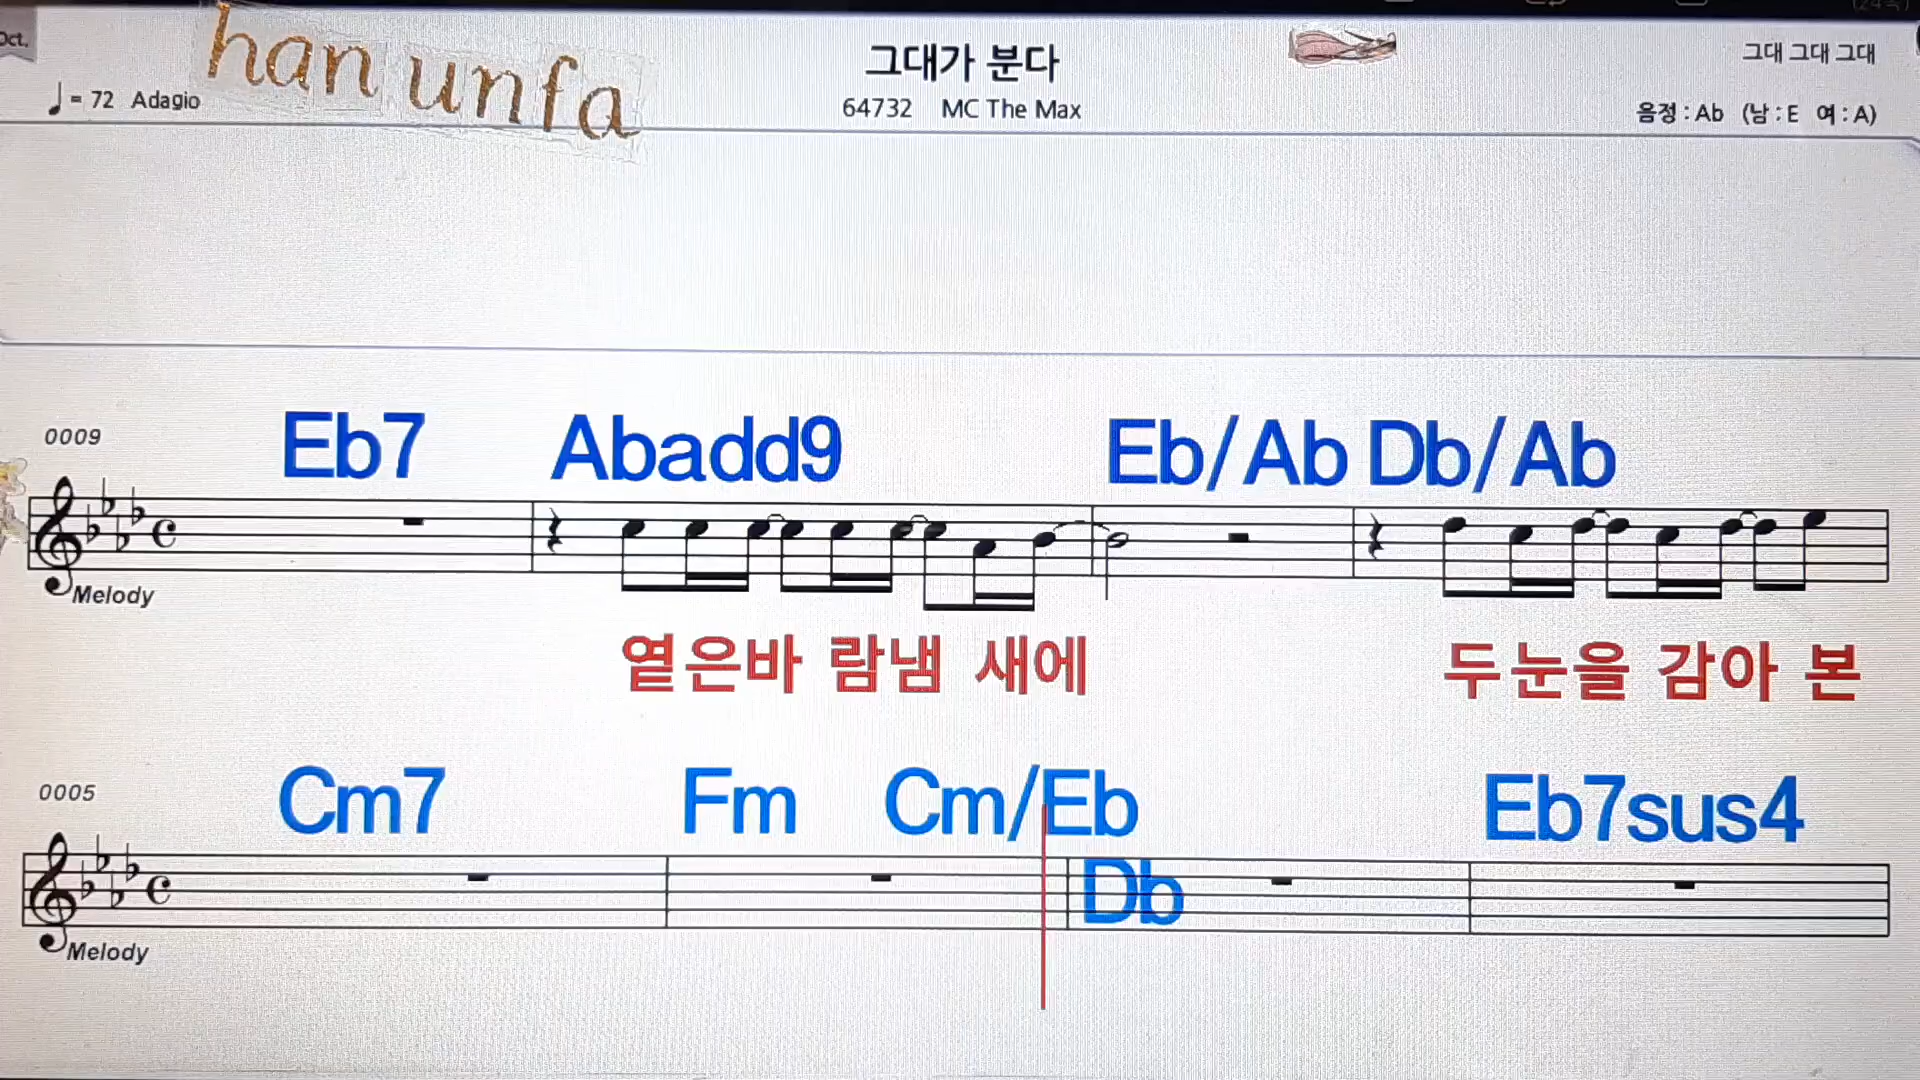 Oct.
han unfa
그대가 분다
그대 그대 그대
♩= 72 Adagio
64732 MC The Max
음정 : Ab (남 : E 여 : A)
0009
Eb7 Abadd9 Eb/Ab Db/Ab
Melody
옅은바 람냄 새에 두눈을 감아 본
0005
Cm7 Fm Cm/Eb Eb7sus4
Db
Melody